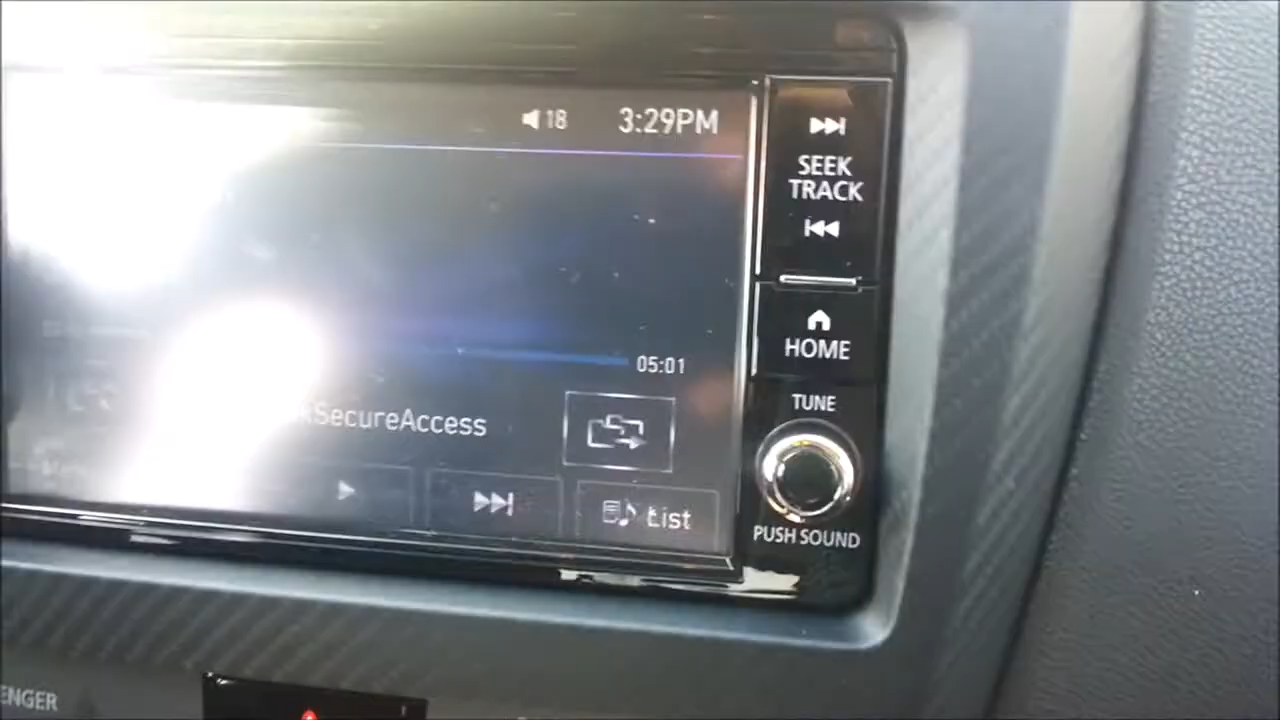 18 3:29PM
SEEK
TRACK
HOME
05:01
TUNE
SecureAccess
List
PUSH SOUND
ENGER